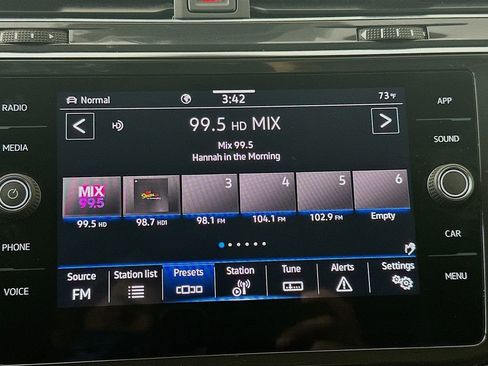 RADIO
MEDIA
PHONE
VOICE
Normal
3:42
73 °F
99.5 HD MIX
Mix 99.5
Hannah in the Morning
MIX
99.5
3
4
5
6
99.5 HD
98.7 HD1
98.1 FM
104.1 FM
102.9 FM
Empty
Source
FM
Station list
Presets
Station
Tune
Alerts
Settings
APP
SOUND
CAR
MENU